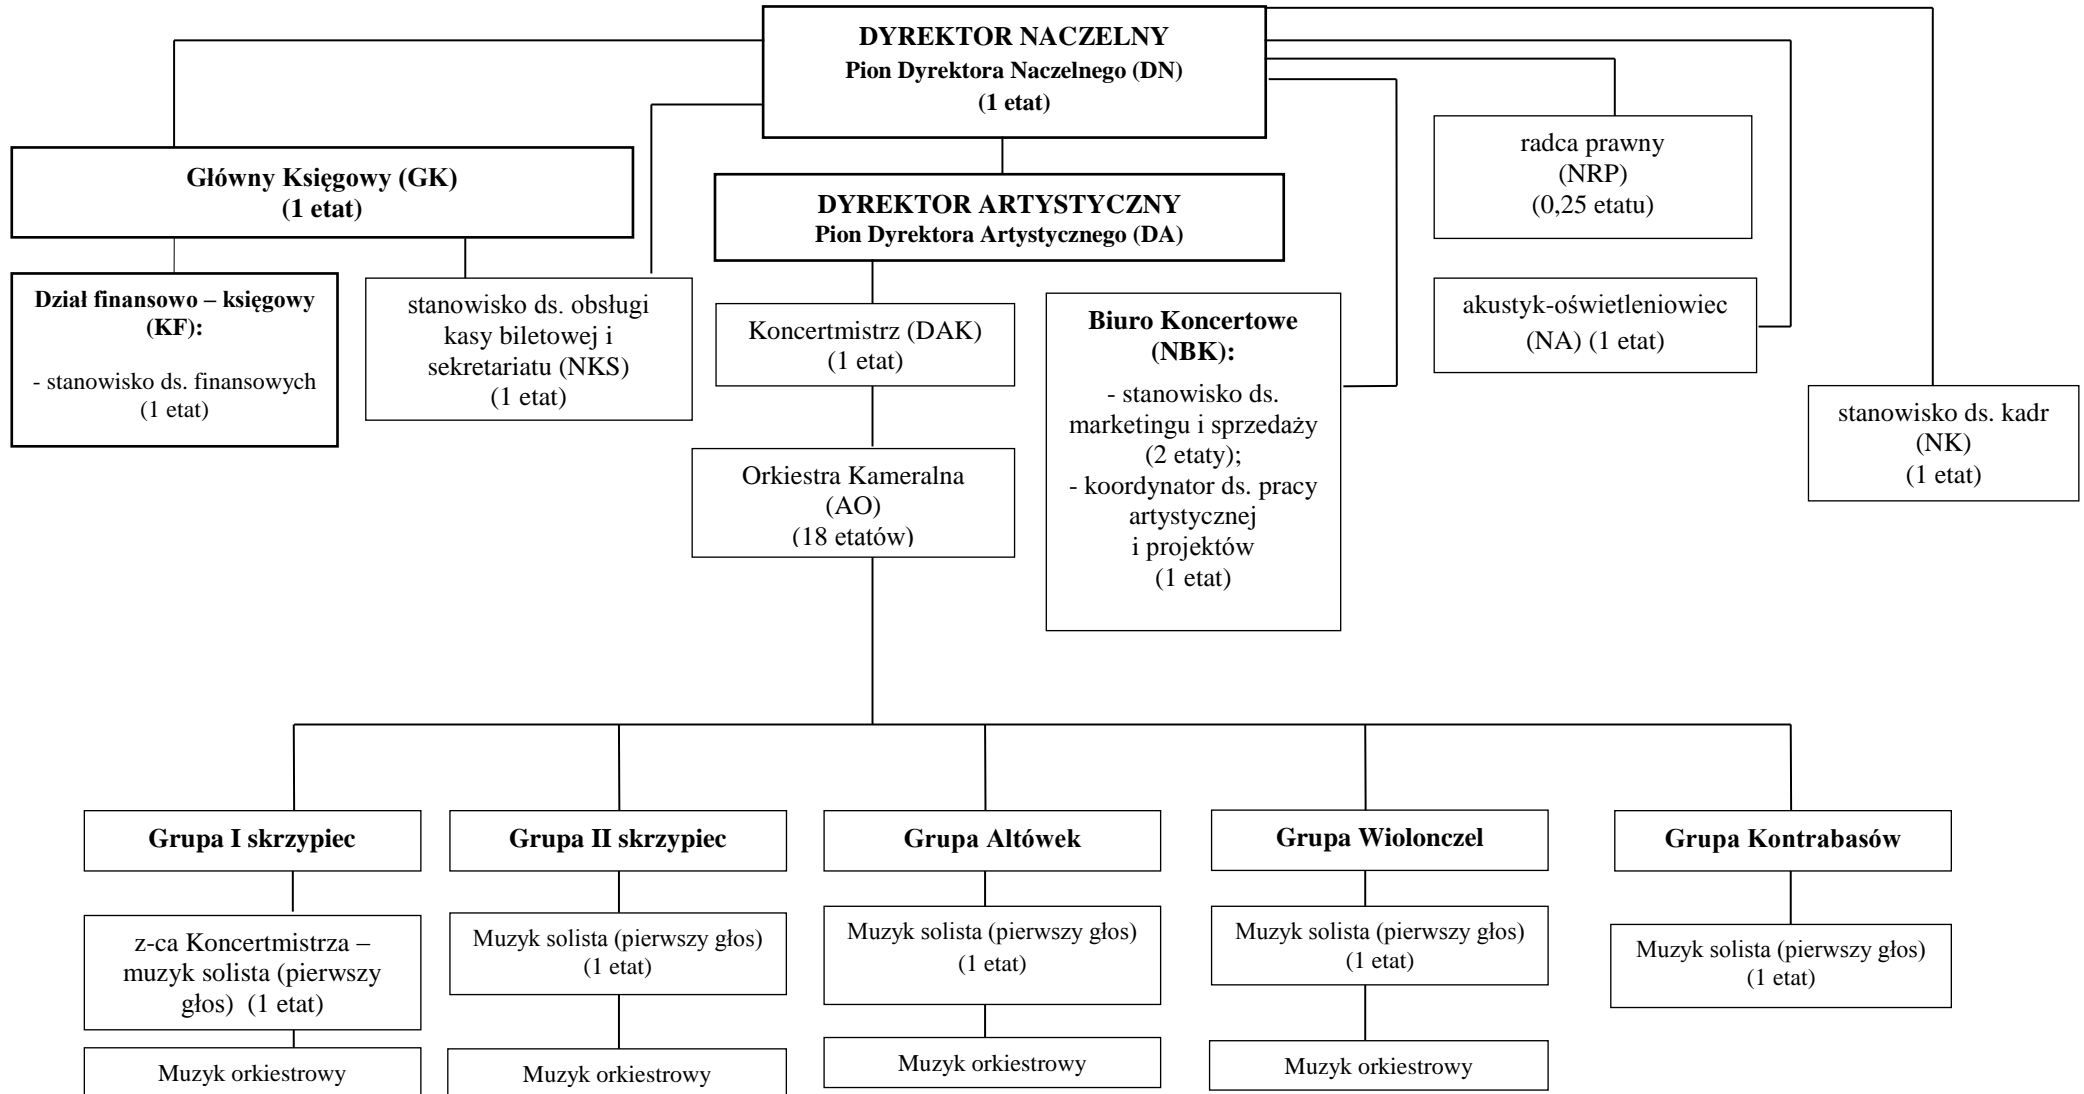 DYREKTOR NACZELNY
Pion Dyrektora Naczelnego (DN)
(1 etat)
Główny Księgowy (GK)
(1 etat)
DYREKTOR ARTYSTYCZNY
Pion Dyrektora Artystycznego (DA)
radca prawny
(NRP)
(0,25 etatu)
Dział finansowo – księgowy
(KF):
- stanowisko ds. finansowych
(1 etat)
stanowisko ds. obsługi
kasy biletowej i
sekretariatu (NKS)
(1 etat)
Koncertmistrz (DAK)
(1 etat)
Biuro Koncertowe
(NBK):
- stanowisko ds.
marketingu i sprzedaży
(2 etaty);
- koordynator ds. pracy
artystycznej
i projektów
(1 etat)
akustyk-oświetleniowiec
(NA) (1 etat)
stanowisko ds. kadr
(NK)
(1 etat)
Orkiestra Kameralna
(AO)
(18 etatów)
Grupa I skrzypiec
Grupa II skrzypiec
Grupa Altówek
Grupa Wiolonczel
Grupa Kontrabasów
z-ca Koncertmistrza –
muzyk solista (pierwszy
głos) (1 etat)
Muzyk solista (pierwszy głos)
(1 etat)
Muzyk solista (pierwszy głos)
(1 etat)
Muzyk solista (pierwszy głos)
(1 etat)
Muzyk solista (pierwszy głos)
(1 etat)
Muzyk orkiestrowy
Muzyk orkiestrowy
Muzyk orkiestrowy
Muzyk orkiestrowy